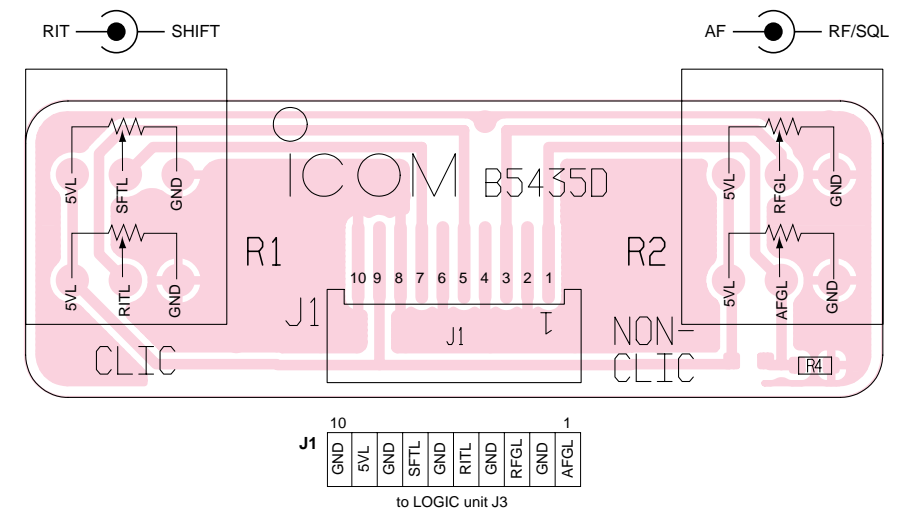 RIT SHIFT
AF RF/SQL
5VL SFTL GND
5VL RFGL GND
ICOM B5435D
5VL RITL GND
R1
R2
5VL AFGL GND
10 9 8 7 6 5 4 3 2 1
J1
J1
1
NON-
CLIC
CLIC
R4
10 1
J1
GND 5VL GND SFTL GND RITL GND RFGL GND AFGL
to LOGIC unit J3